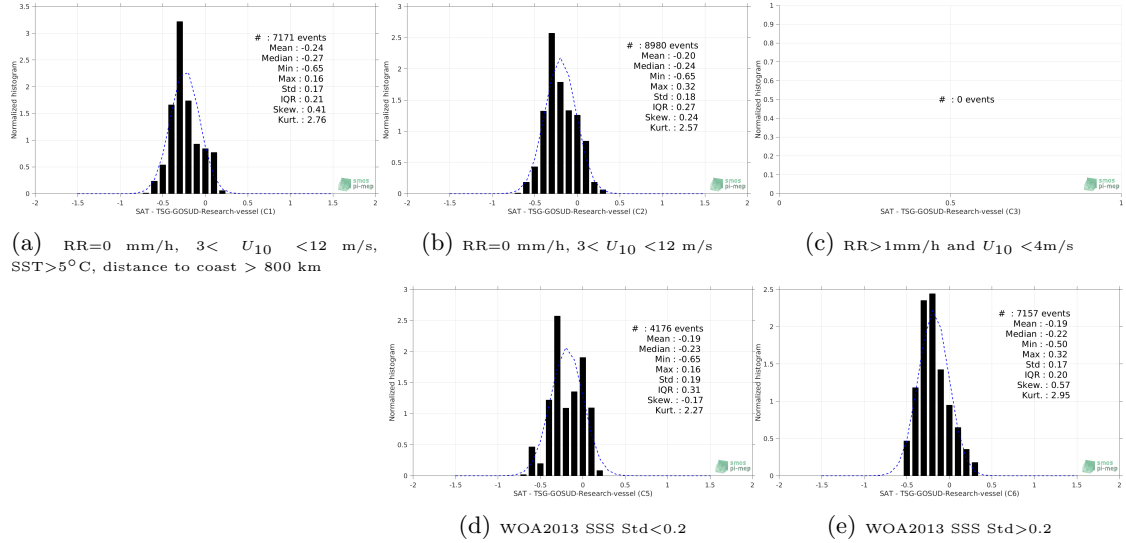 3.5
3
2.5
2
1.5
1
0.5
0
Normalized histogram
-2 -1.5 -1 -0.5 0 0.5 1 1.5 2
SAT - TSG-GOSUD-Research-vessel (C1)
# : 7171 events
Mean : -0.24
Median : -0.27
Min : -0.65
Max : 0.16
Std : 0.17
IQR : 0.21
Skew. : 0.41
Kurt. : 2.76
smos
pi-mep
(a) RR=0 mm/h, 3< U10 <12 m/s,
SST>5°C, distance to coast > 800 km
3
2.5
2
1.5
1
0.5
0
Normalized histogram
-2 -1.5 -1 -0.5 0 0.5 1 1.5 2
SAT - TSG-GOSUD-Research-vessel (C2)
# : 8980 events
Mean : -0.20
Median : -0.24
Min : -0.65
Max : 0.32
Std : 0.18
IQR : 0.27
Skew. : 0.24
Kurt. : 2.57
smos
pi-mep
(b) RR=0 mm/h, 3< U10 <12 m/s
1
0.9
0.8
0.7
0.6
0.5
0.4
0.3
0.2
0.1
0
Normalized histogram
0 0.5 1
SAT - TSG-GOSUD-Research-vessel (C3)
# : 0 events
smos
pi-mep
(c) RR>1mm/h and U10 <4m/s
3
2.5
2
1.5
1
0.5
0
Normalized histogram
-2 -1.5 -1 -0.5 0 0.5 1 1.5 2
SAT - TSG-GOSUD-Research-vessel (C5)
# : 4176 events
Mean : -0.19
Median : -0.23
Min : -0.65
Max : 0.16
Std : 0.19
IQR : 0.31
Skew. : -0.17
Kurt. : 2.27
smos
pi-mep
(d) WOA2013 SSS Std<0.2
2.5
2
1.5
1
0.5
0
Normalized histogram
-2 -1.5 -1 -0.5 0 0.5 1 1.5 2
SAT - TSG-GOSUD-Research-vessel (C6)
# : 7157 events
Mean : -0.19
Median : -0.22
Min : -0.50
Max : 0.32
Std : 0.17
IQR : 0.20
Skew. : 0.57
Kurt. : 2.95
smos
pi-mep
(e) WOA2013 SSS Std>0.2